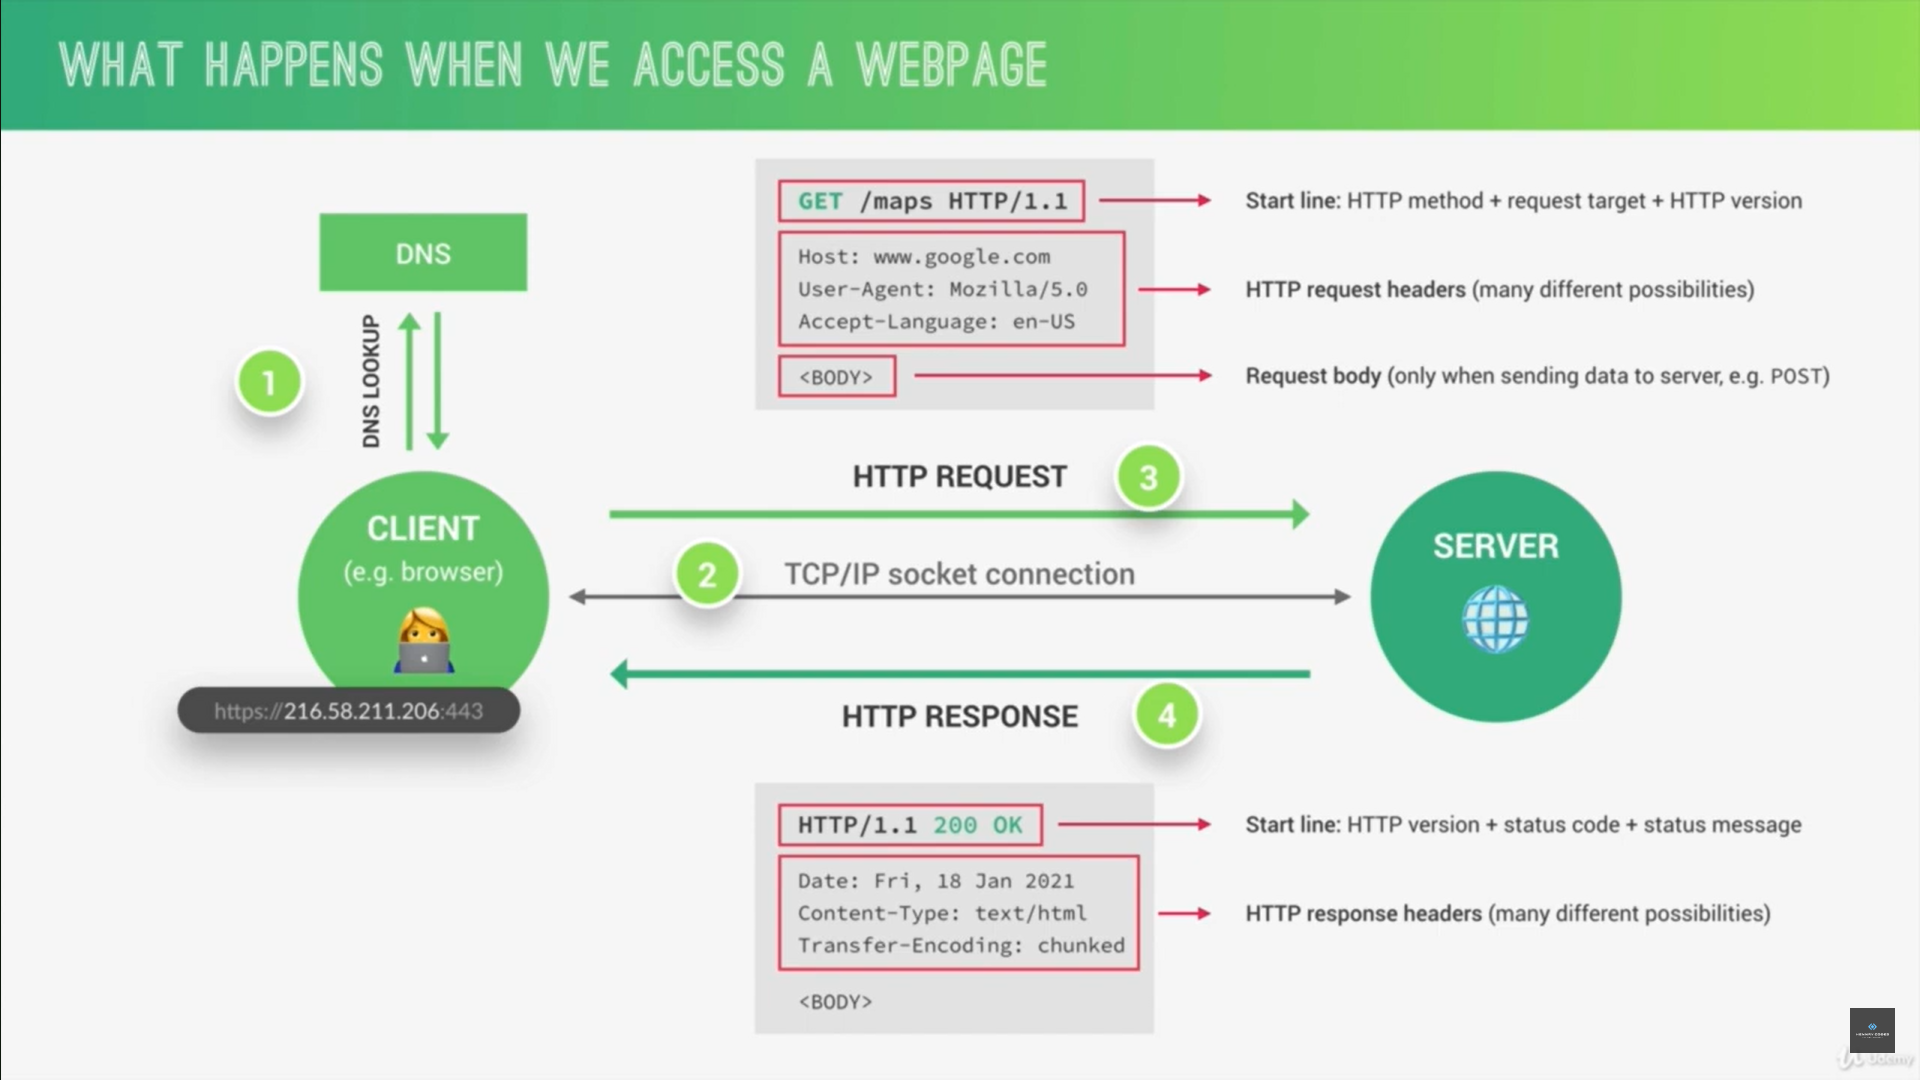 WHAT HAPPENS WHEN WE ACCESS A WEBPAGE
GET /maps HTTP/1.1
Start line: HTTP method + request target + HTTP version
Host: www.google.com
User-Agent: Mozilla/5.0
Accept-Language: en-US
HTTP request headers (many different possibilities)
<BODY>
Request body (only when sending data to server, e.g. POST)
DNS
DNS LOOKUP
1
CLIENT
(e.g. browser)
https://216.58.211.206:443
HTTP REQUEST
3
2
TCP/IP socket connection
HTTP RESPONSE
4
SERVER
HTTP/1.1 200 OK
Start line: HTTP version + status code + status message
Date: Fri, 18 Jan 2021
Content-Type: text/html
Transfer-Encoding: chunked
HTTP response headers (many different possibilities)
<BODY>
Udemy